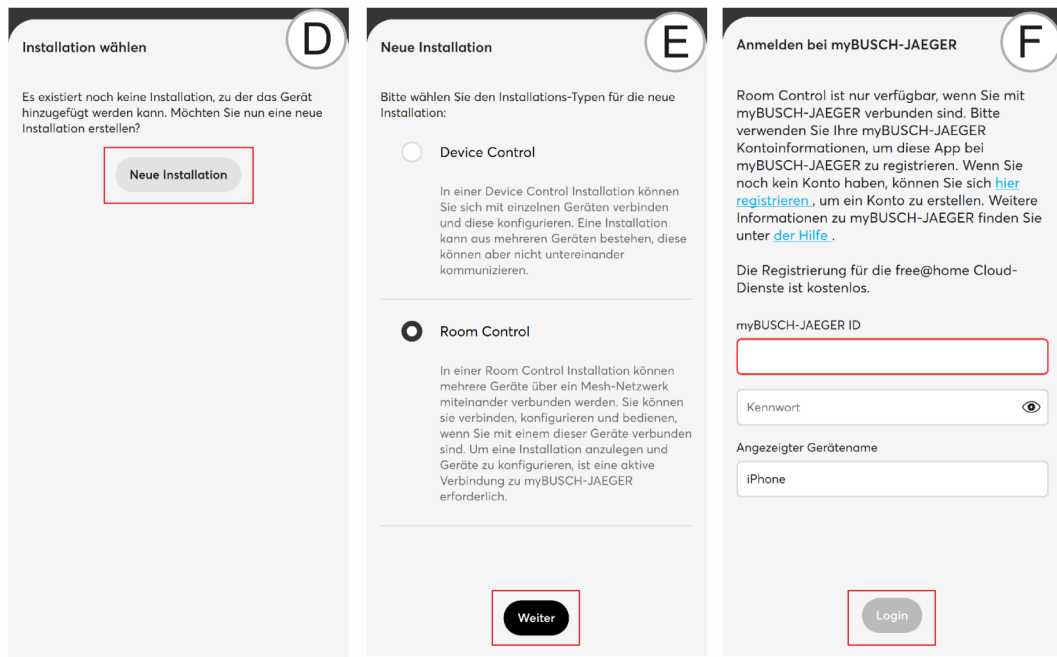 Installation wählen
D
Es existiert noch keine Installation, zu der das Gerät
hinzugefügt werden kann. Möchten Sie nun eine neue
Installation erstellen?
Neue Installation
Neue Installation
E
Bitte wählen Sie den Installations-Typen für die neue
Installation:
Device Control
In einer Device Control Installation können
Sie sich mit einzelnen Geräten verbinden
und diese konfigurieren. Eine Installation
kann aus mehreren Geräten bestehen, diese
können aber nicht untereinander
kommunizieren.
Room Control
In einer Room Control Installation können
mehrere Geräte über ein Mesh-Netzwerk
miteinander verbunden werden. Sie können
sie verbinden, konfigurieren und bedienen,
wenn Sie mit einem dieser Geräte verbunden
sind. Um eine Installation anzulegen und
Geräte zu konfigurieren, ist eine aktive
Verbindung zu myBUSCH-JAEGER
erforderlich.
Weiter
Anmelden bei myBUSCH-JAEGER
F
Room Control ist nur verfügbar, wenn Sie mit
myBUSCH-JAEGER verbunden sind. Bitte
verwenden Sie Ihre myBUSCH-JAEGER
Kontoinformationen, um diese App bei
myBUSCH-JAEGER zu registrieren. Wenn Sie
noch kein Konto haben, können Sie sich hier
registrieren , um ein Konto zu erstellen. Weitere
Informationen zu myBUSCH-JAEGER finden Sie
unter der Hilfe .
Die Registrierung für die free@home Cloud-
Dienste ist kostenlos.
myBUSCH-JAEGER ID
Kennwort
Angezeigter Gerätename
iPhone
Login